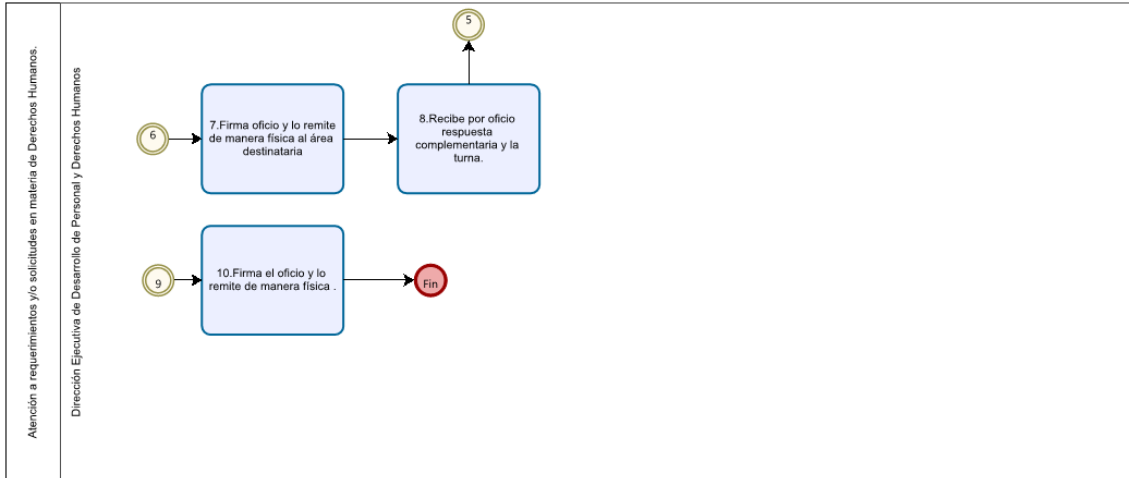 Atención a requerimientos y/o solicitudes en materia de Derechos Humanos.
Dirección Ejecutiva de Desarrollo de Personal y Derechos Humanos
5
6
7.Firma oficio y lo remite
de manera física al área
destinataria
8.Recibe por oficio
respuesta
complementaria y la
turna.
9
10.Firma el oficio y lo
remite de manera física .
Fin